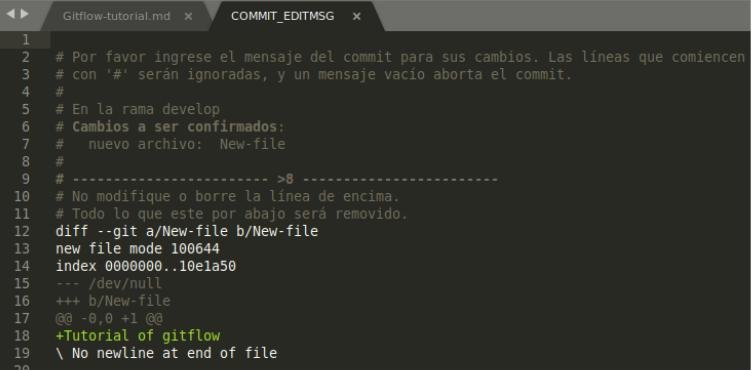 Gitflow-tutorial.md × COMMIT_EDITMSG ×
1
2 # Por favor ingrese el mensaje del commit para sus cambios. Las líneas que comiencen
3 # con '#' serán ignoradas, y un mensaje vacío aborta el commit.
4 #
5 # En la rama develop
6 # Cambios a ser confirmados:
7 #   nuevo archivo:  New-file
8 #
9 # ------------------------ >8 ------------------------
10 # No modifique o borre la línea de encima.
11 # Todo lo que este por abajo será removido.
12 diff --git a/New-file b/New-file
13 new file mode 100644
14 index 0000000..10e1a50
15 --- /dev/null
16 +++ b/New-file
17 @@ -0,0 +1 @@
18 +Tutorial of gitflow
19 \ No newline at end of file
20